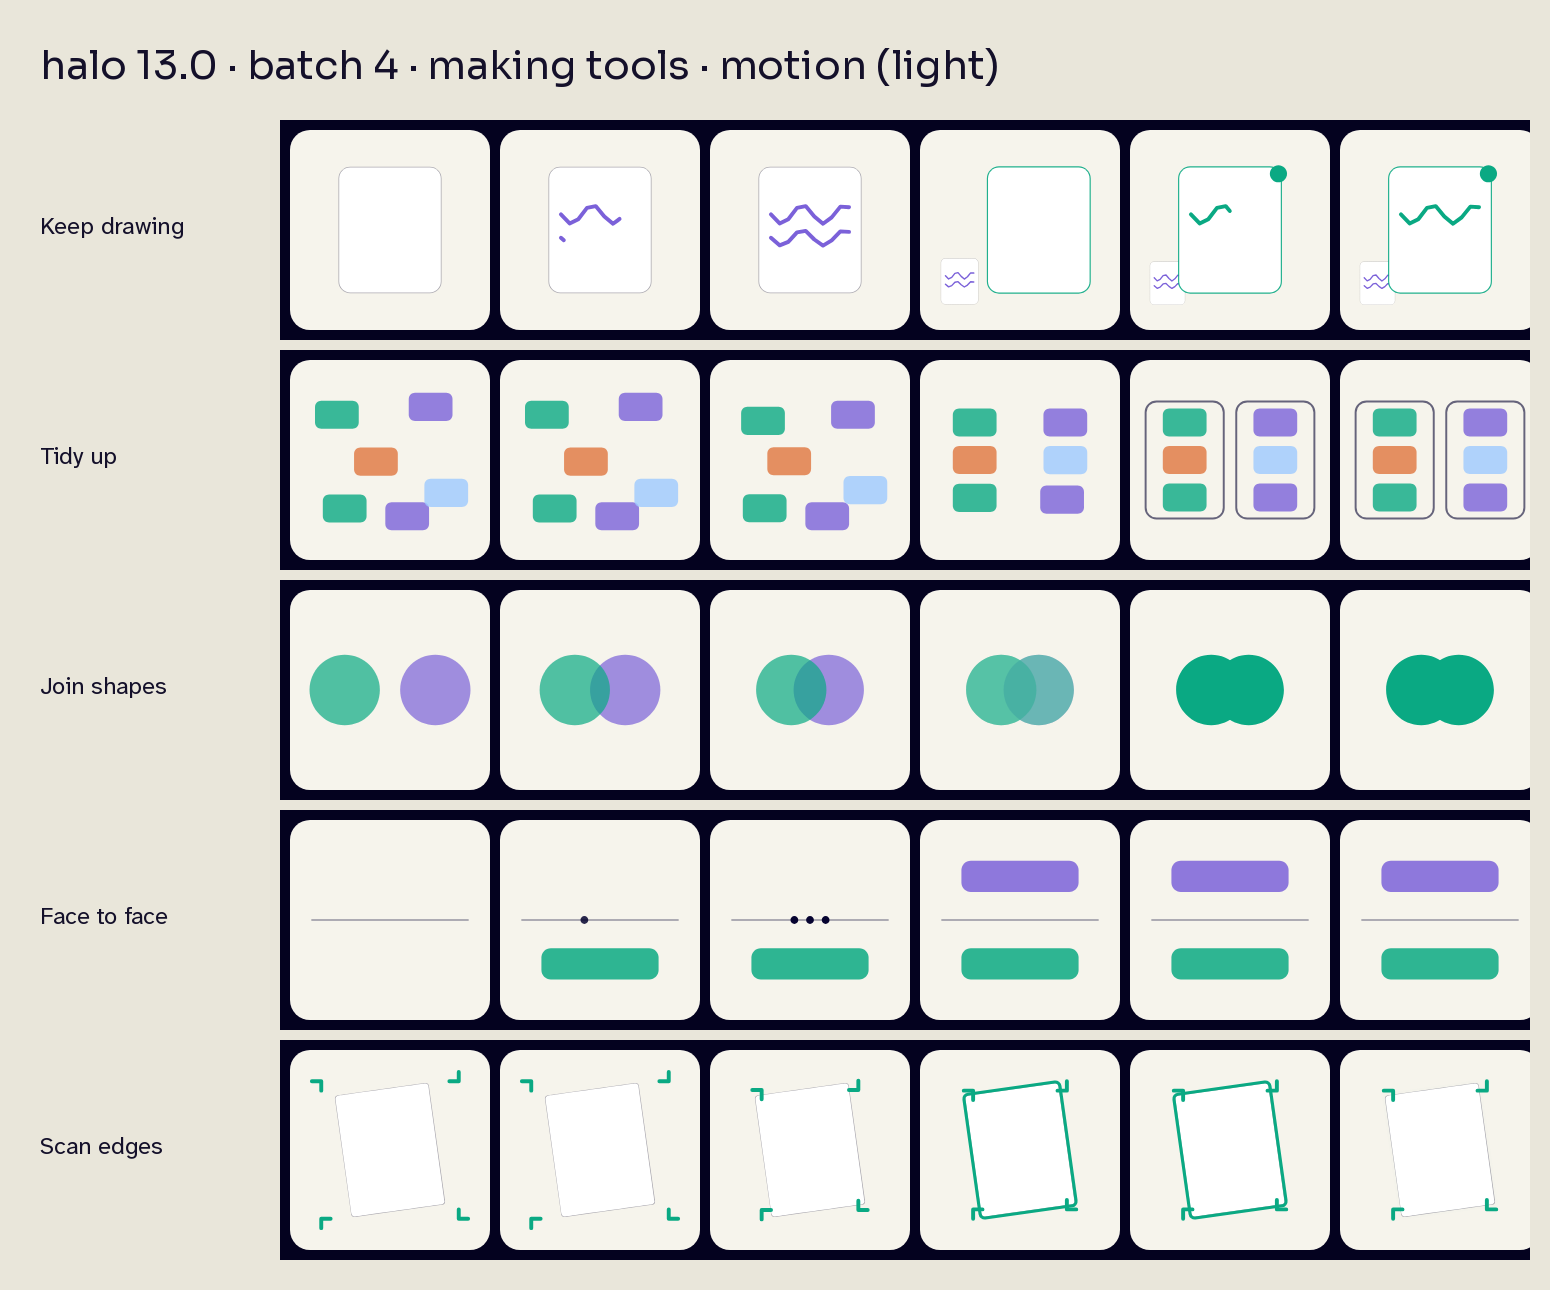 halo 13.0 · batch 4 · making tools · motion (light)
Keep drawing
Tidy up
Join shapes
Face to face
Scan edges